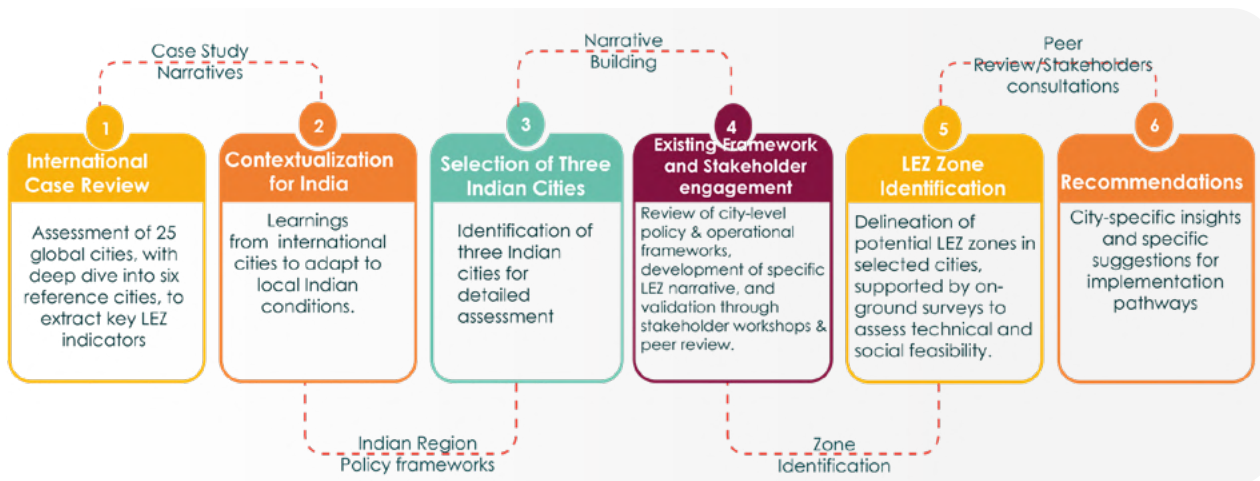 Case Study
Narratives
Narrative
Building
Peer
Review/Stakeholders
consultations
1
International
Case Review
Assessment of 25
global cities, with
deep dive into six
reference cities, to
extract key LEZ
indicators
2
Contextualization
for India
Learnings
from international
cities to adapt to
local Indian
conditions.
3
Selection of Three
Indian Cities
Identification of
three Indian
cities for
detailed
assessment
4
Existing Framework
and Stakeholder
engagement
Review of city-level
policy & operational
frameworks,
development of specific
LEZ narrative, and
validation through
stakeholder workshops &
peer review.
5
LEZ Zone
Identification
Delineation of
potential LEZ zones in
selected cities,
supported by on-
ground surveys to
assess technical and
social feasibility.
6
Recommendations
City-specific insights
and specific
suggestions for
implementation
pathways
Indian Region
Policy frameworks
Zone
Identification